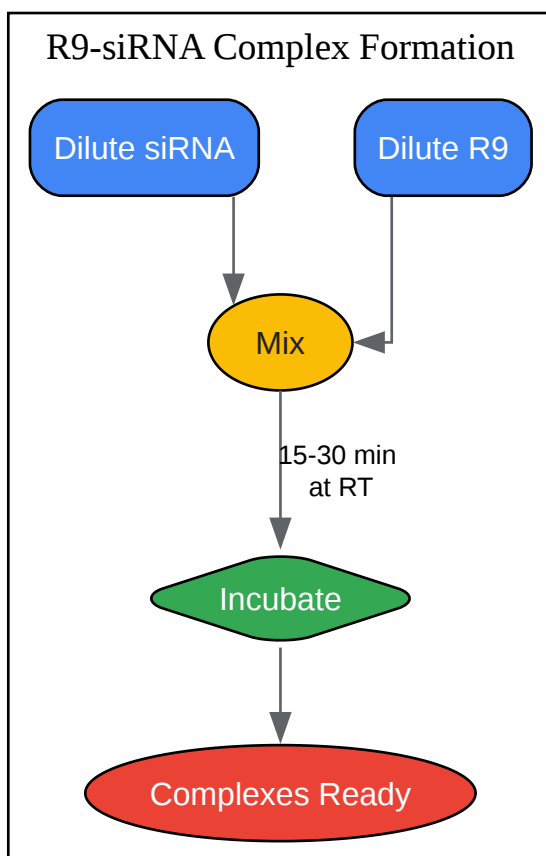 R9-siRNA Complex Formation
Dilute siRNA
Dilute R9
Mix
15-30 min
at RT
Incubate
Complexes Ready